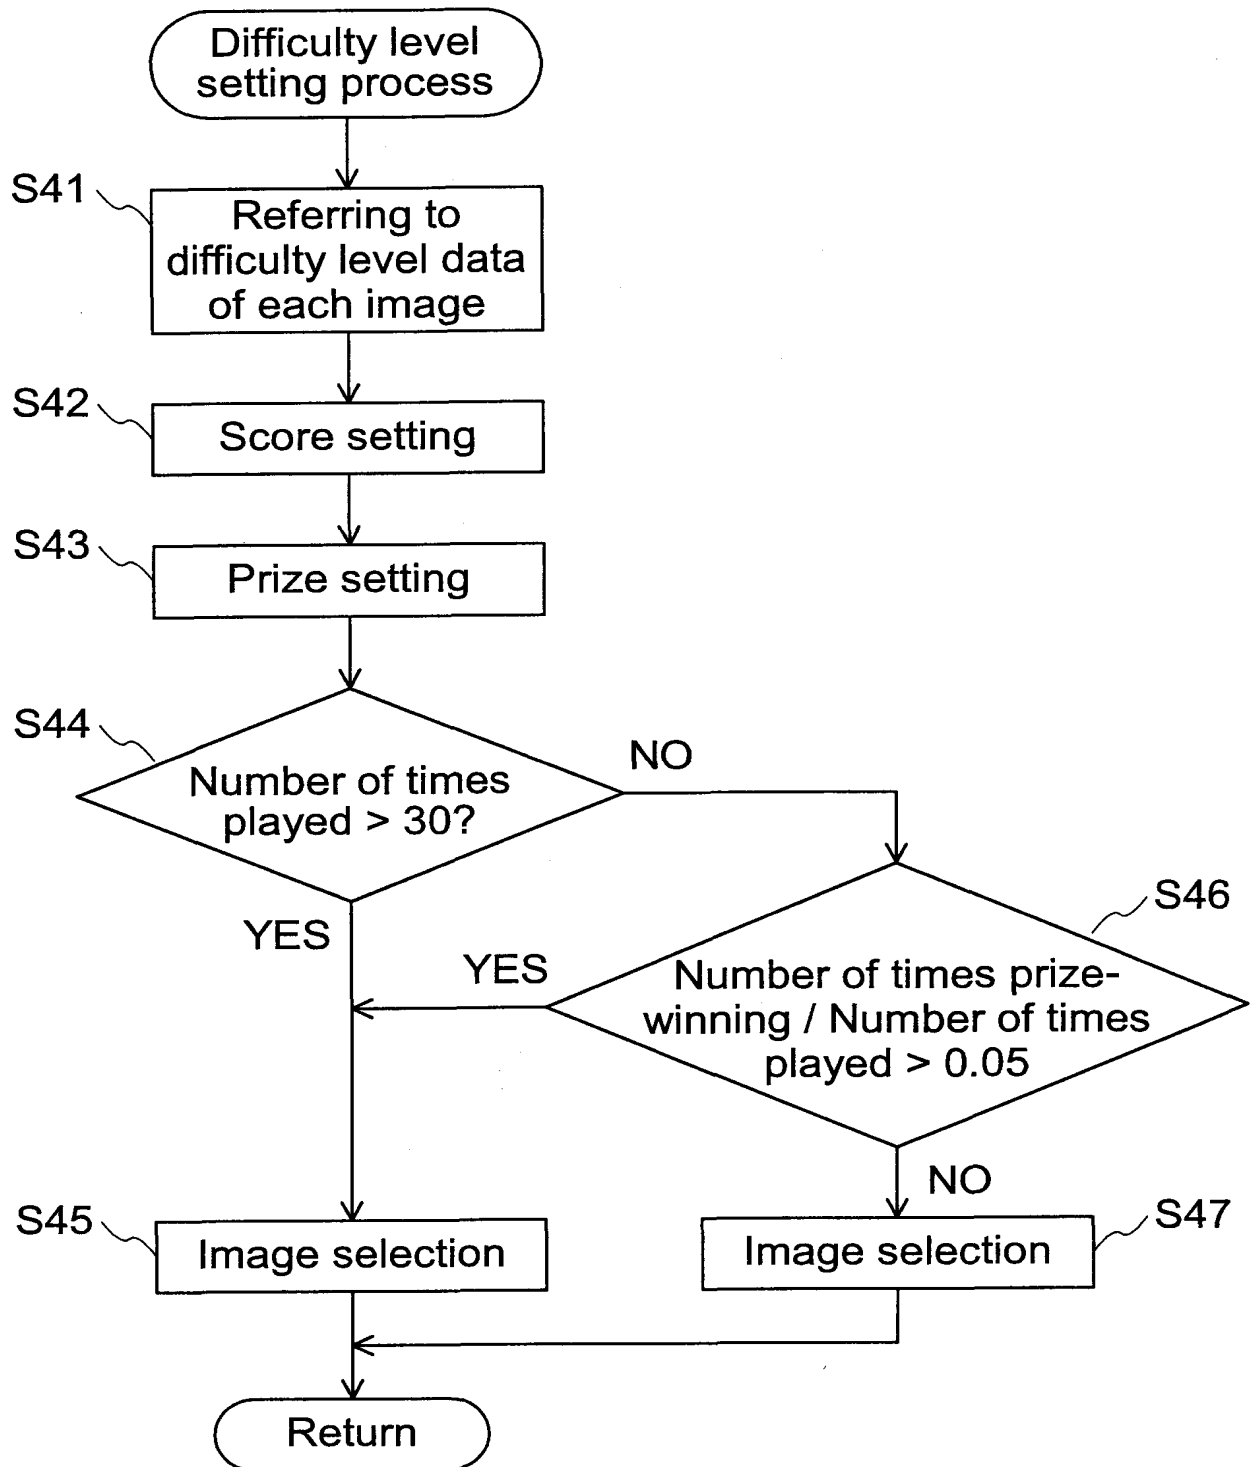 Difficulty level
setting process
S41
Referring to
difficulty level data
of each image
S42
Score setting
S43
Prize setting
S44
Number of times
played > 30?
NO
YES
S46
Number of times prize-
winning / Number of times
played > 0.05
YES
NO
S45
Image selection
S47
Image selection
Return